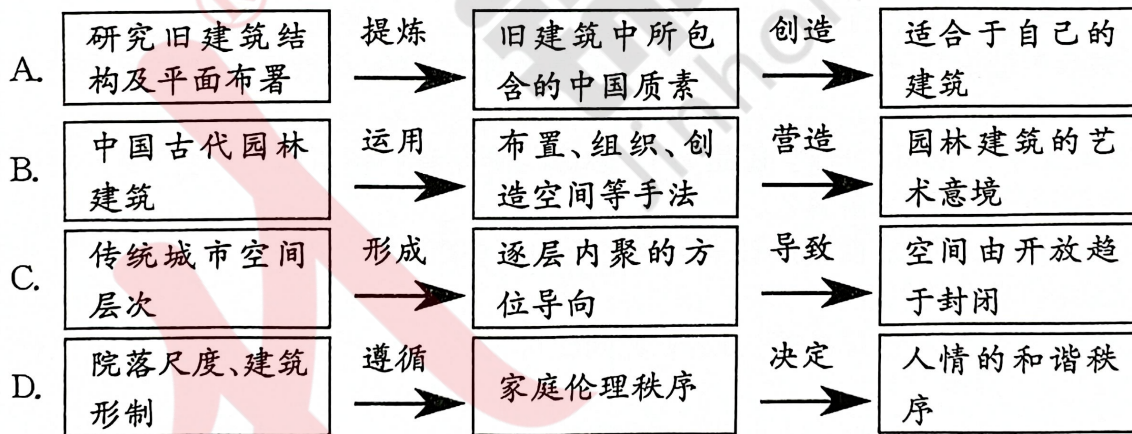 A. 研究旧建筑结构及平面布署 提炼 旧建筑中所包含的中国质素 创造 适合于自己的建筑
B. 中国古代园林建筑 运用 布置、组织、创造空间等手法 营造 园林建筑的艺术意境
C. 传统城市空间层次 形成 逐层内聚的方位导向 导致 空间由开放趋于封闭
D. 院落尺度、建筑形制 遵循 家庭伦理秩序 决定 人情的和谐秩序